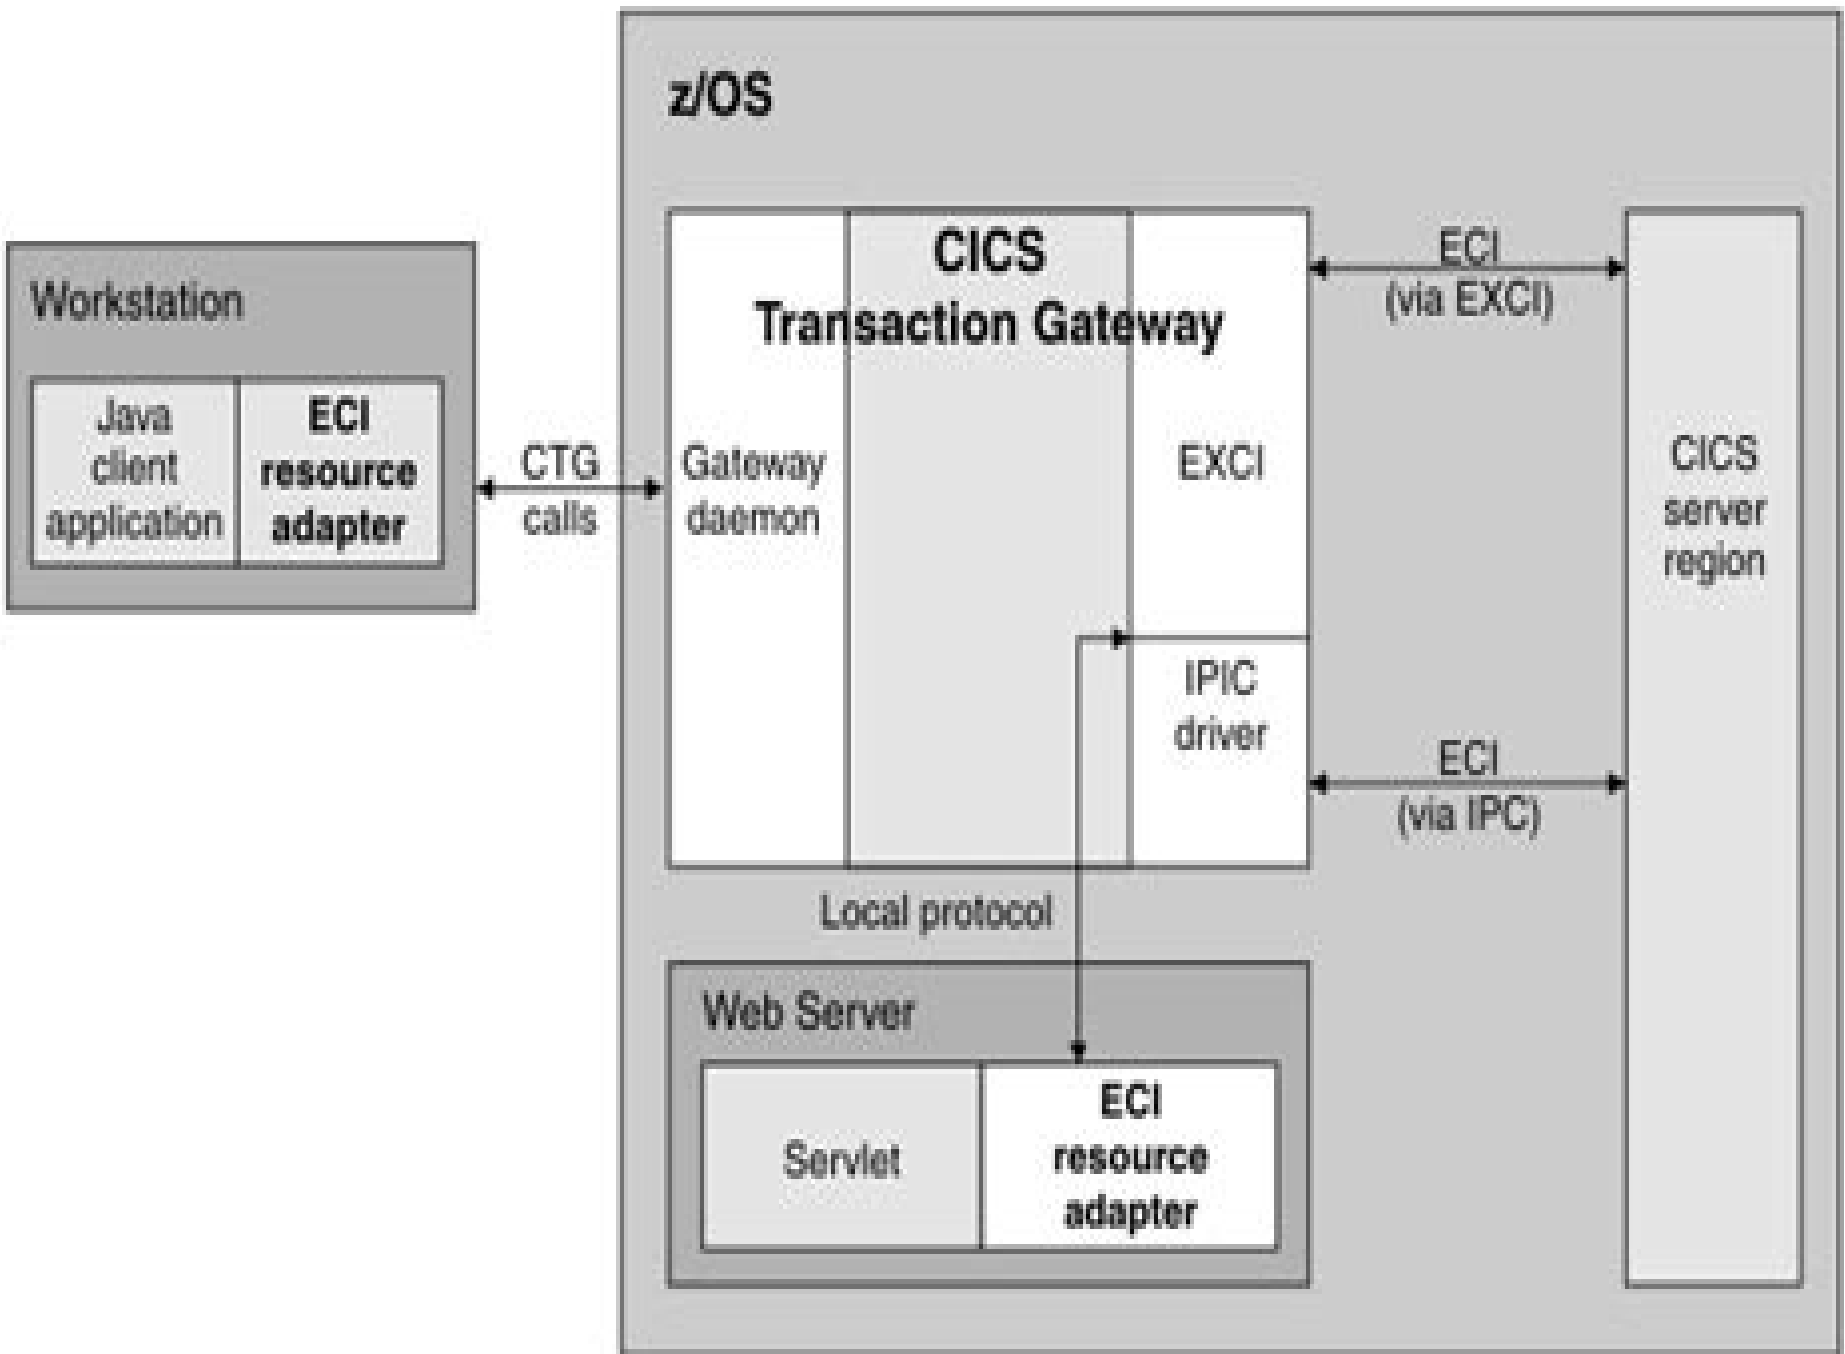 z/OS
Workstation
Java
client
application
ECI
resource
adapter
CTG
calls
CICS
Transaction Gateway
Gateway
daemon
EXCI
IPIC
driver
ECI
(via EXCI)
ECI
(via IPC)
CICS
server
region
Local protocol
Web Server
Servlet
ECI
resource
adapter